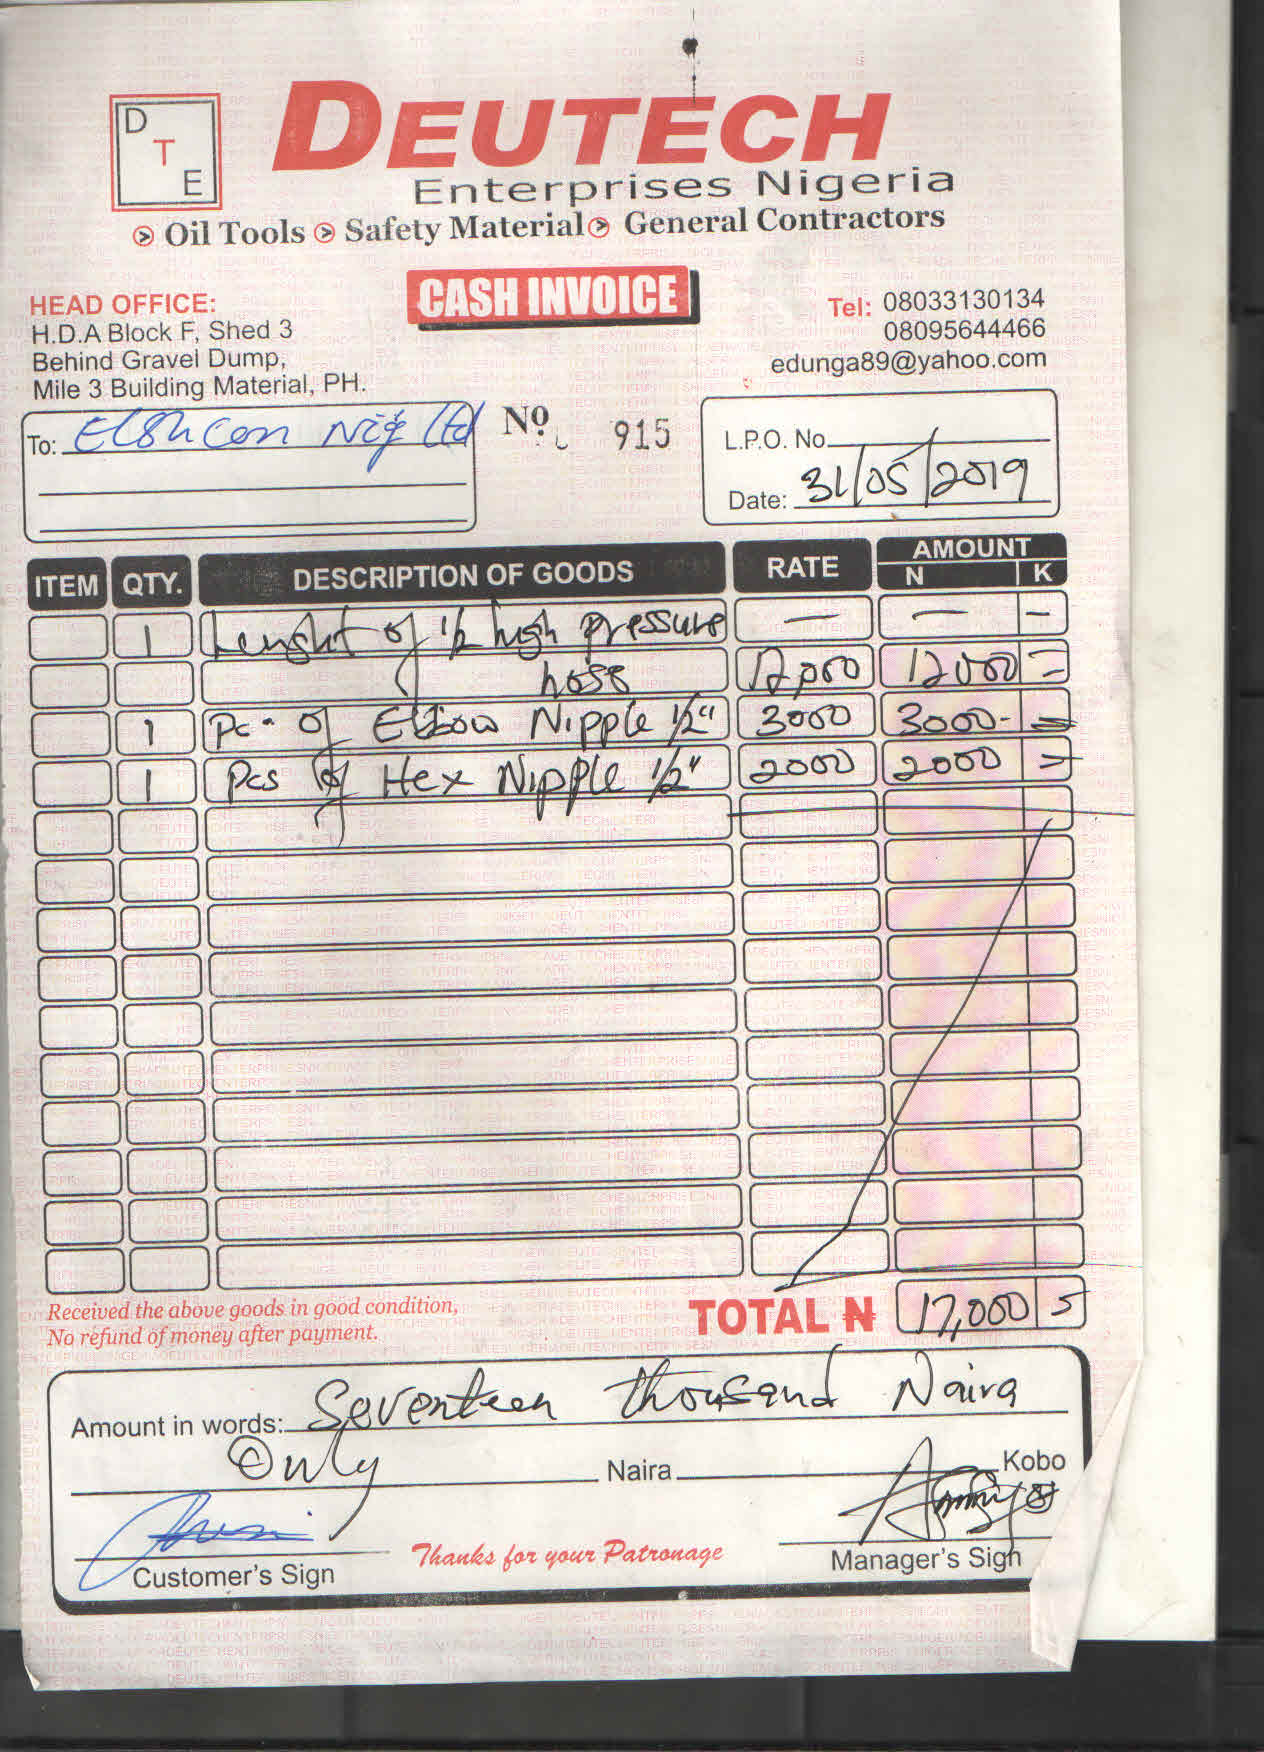 D T E
DEUTECH
Enterprises Nigeria
Oil Tools Safety Material General Contractors
CASH INVOICE
HEAD OFFICE:
H.D.A Block F, Shed 3
Behind Gravel Dump,
Mile 3 Building Material, PH.
Tel: 08033130134
08095644466
edunga89@yahoo.com
To: Elshcon Nig Ltd
No. 915
L.P.O. No
Date: 31/05/2019
ITEM QTY. DESCRIPTION OF GOODS RATE AMOUNT N K
1 Lenght of 1/2 high pressure — — -
hose 12,000 12000 =
1 Pc. of Elbow Nipple 1/2" 3000 3000- =
1 Pcs of Hex Nipple 1/2" 2000 2000 =
Received the above goods in good condition,
No refund of money after payment.
TOTAL ₦ 17,000
Amount in words: Seventeen thousand Naira
Only Naira Kobo
Customer's Sign
Thanks for your Patronage
Manager's Sign